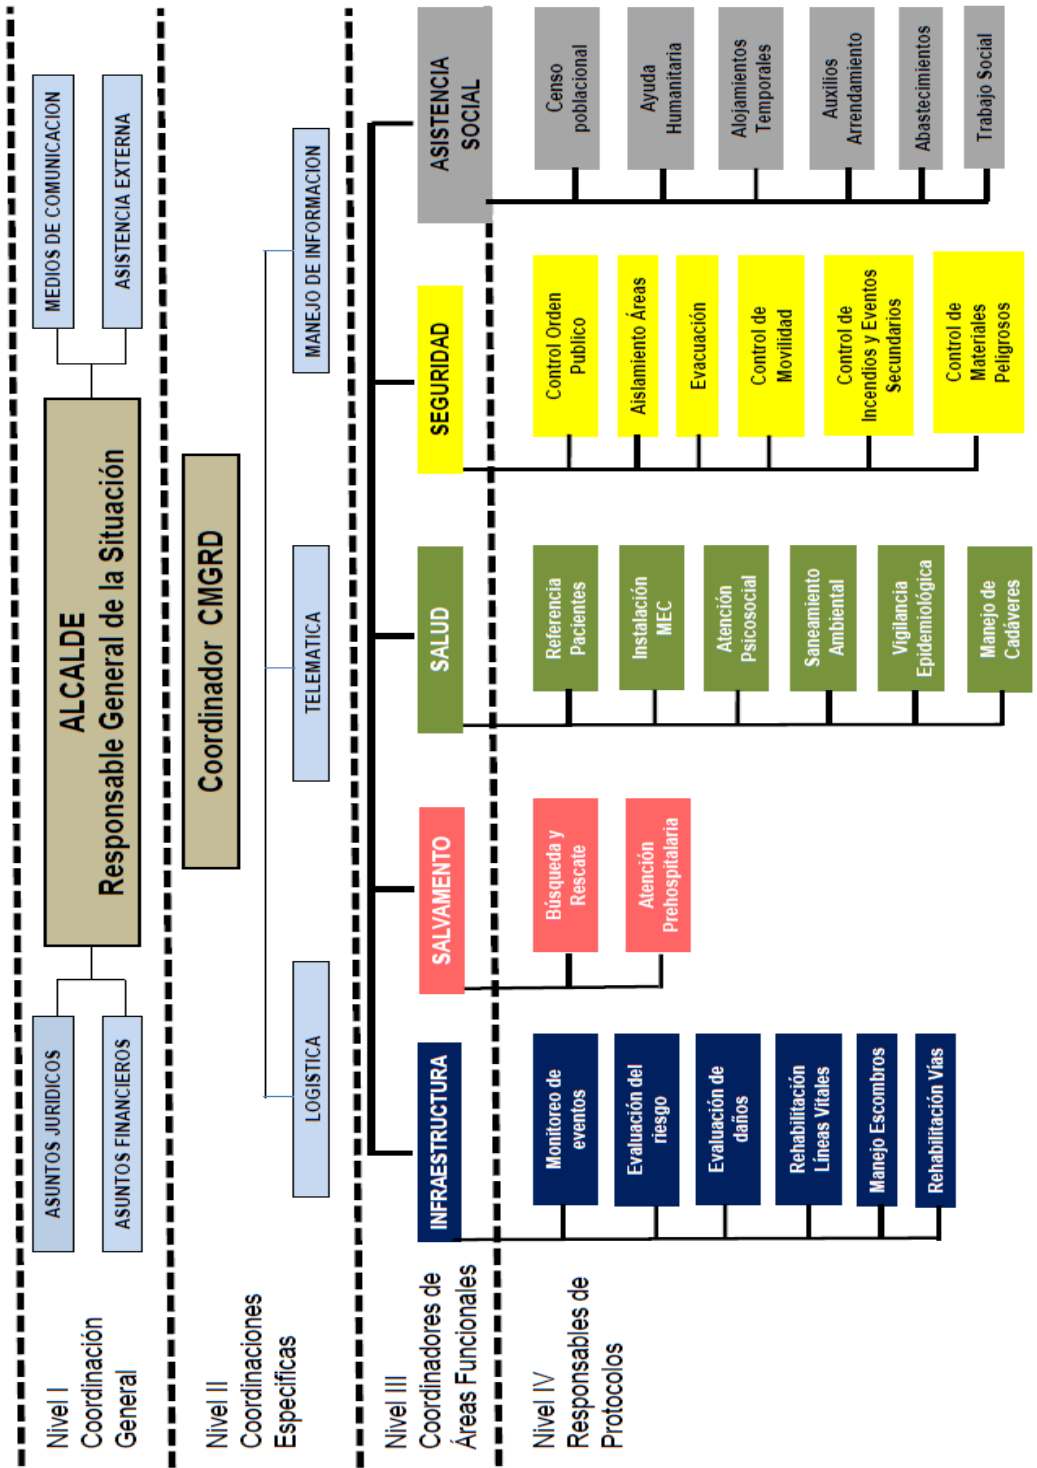 Nivel I
Coordinación
General
ASUNTOS JURIDICOS
ASUNTOS FINANCIEROS
ALCALDE
Responsable General de la Situación
MEDIOS DE COMUNICACION
ASISTENCIA EXTERNA
Nivel II
Coordinaciones
Especificas
Coordinador CMGRD
LOGISTICA
TELEMATICA
MANEJO DE INFORMACION
Nivel III
Coordinadores de
Áreas Funcionales
INFRAESTRUCTURA
SALVAMENTO
SALUD
SEGURIDAD
ASISTENCIA
SOCIAL
Nivel IV
Responsables de
Protocolos
Monitoreo de
eventos
Evaluación del
riesgo
Evaluación de
daños
Rehabilitación
Líneas Vitales
Manejo Escombros
Rehabilitación Vías
Búsqueda y
Rescate
Atención
Prehospitalaria
Referencia
Pacientes
Instalación
MEC
Atención
Psicosocial
Saneamiento
Ambiental
Vigilancia
Epidemiológica
Manejo de
Cadáveres
Control Orden
Publico
Aislamiento Áreas
Evacuación
Control de
Movilidad
Control de
Incendios y Eventos
Secundarios
Control de
Materiales
Peligrosos
Censo
poblacional
Ayuda
Humanitaria
Alojamientos
Temporales
Auxilios
Arrendamiento
Abastecimientos
Trabajo Social